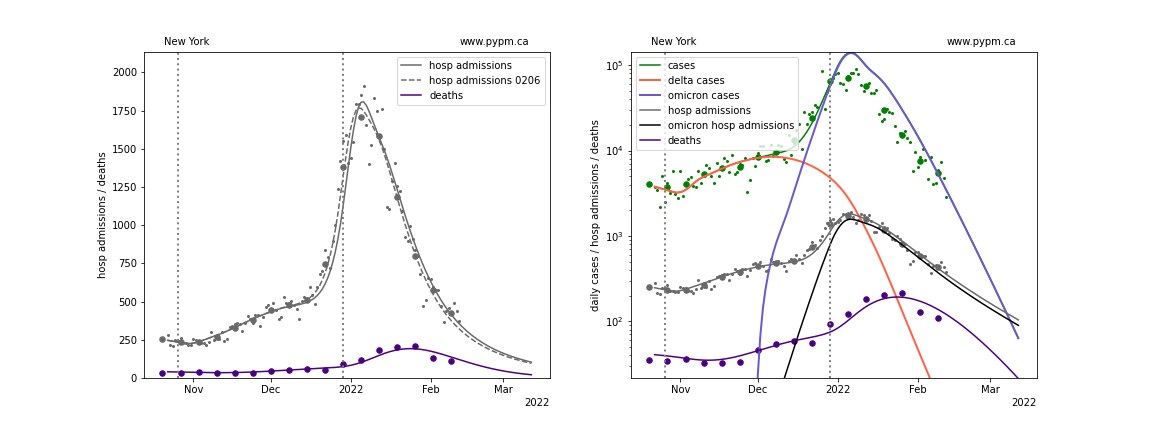 New York www.pypm.ca
hosp admissions
hosp admissions 0206
deaths
hosp admissions / deaths
2000
1750
1500
1250
1000
750
500
250
0
Nov Dec 2022 Feb Mar
2022
New York www.pypm.ca
cases
delta cases
omicron cases
hosp admissions
omicron hosp admissions
deaths
daily cases / hosp admissions / deaths
10⁵
10⁴
10³
10²
Nov Dec 2022 Feb Mar
2022